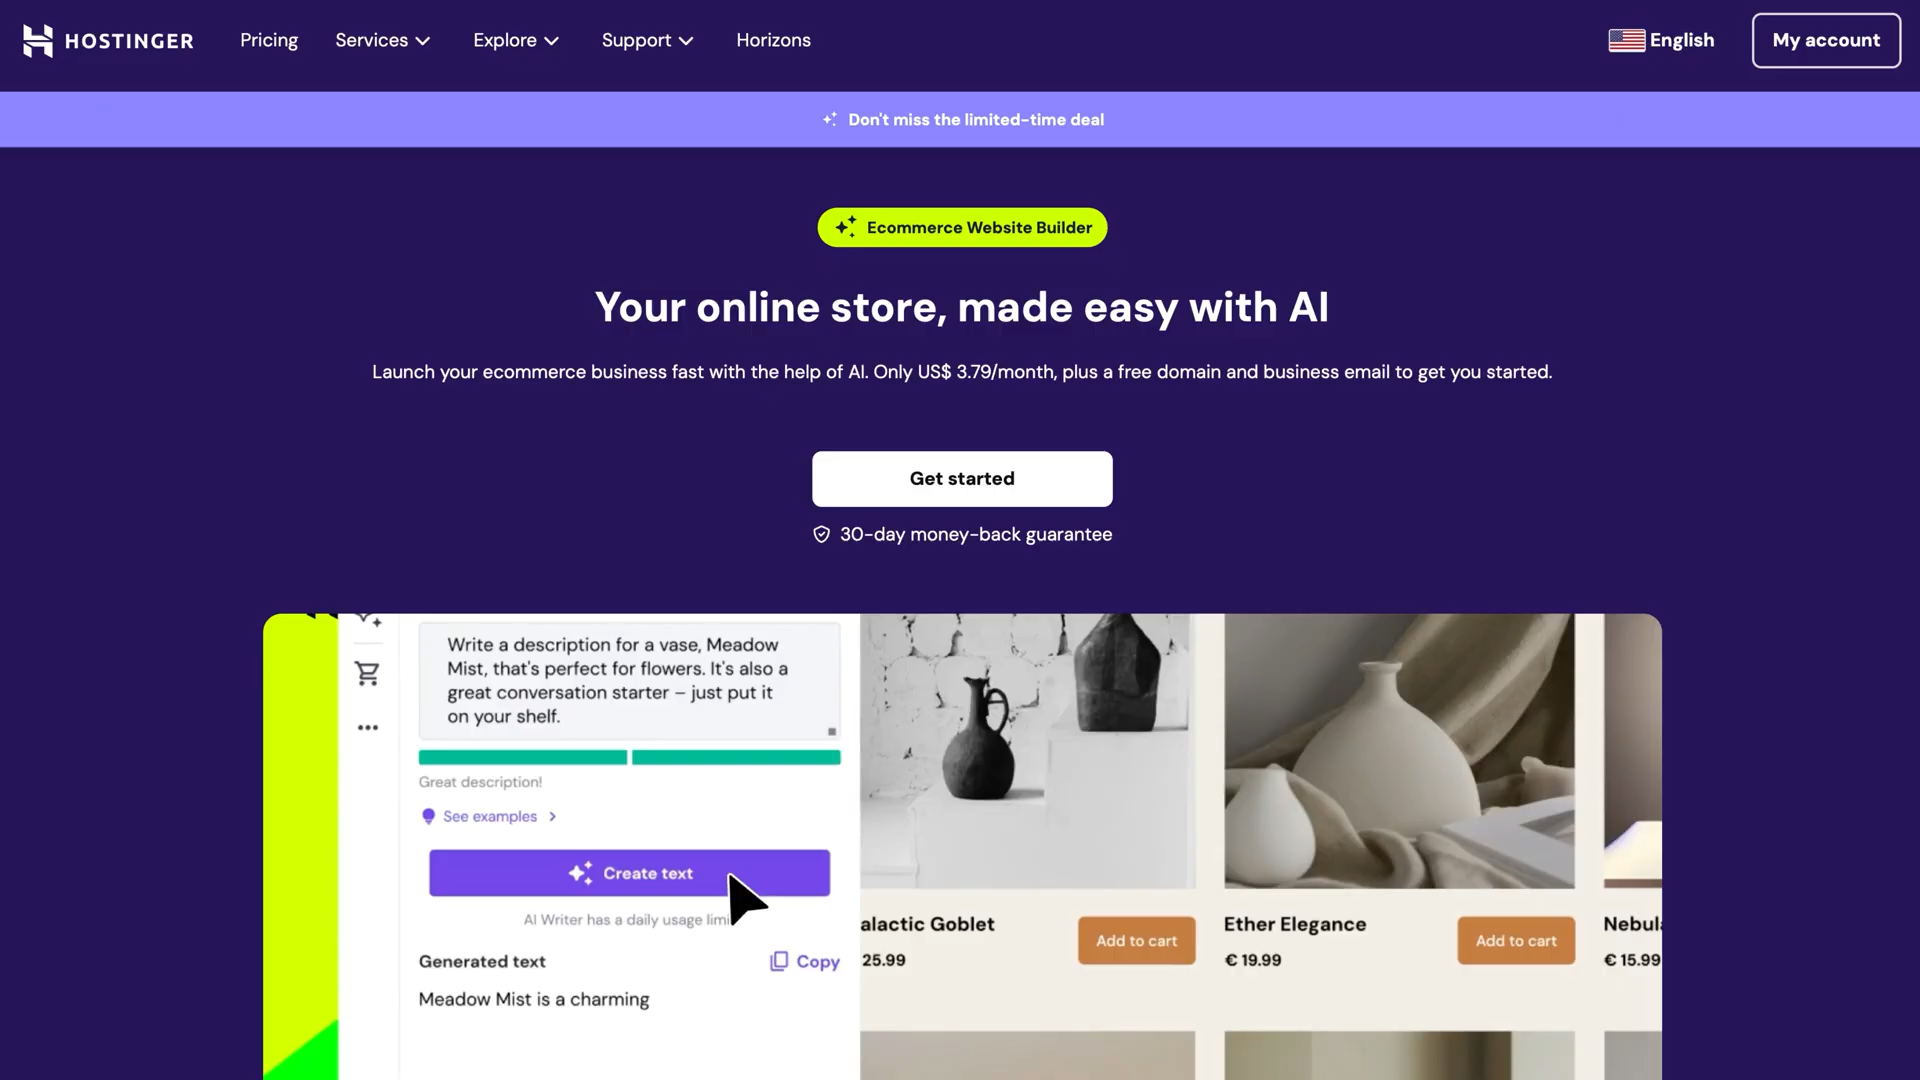 HOSTINGER
Pricing
Services
Explore
Support
Horizons
English
My account
Don't miss the limited-time deal
Ecommerce Website Builder
Your online store, made easy with AI
Launch your ecommerce business fast with the help of AI. Only US$ 3.79/month, plus a free domain and business email to get you started.
Get started
30-day money-back guarantee
Write a description for a vase, Meadow
Mist, that's perfect for flowers. It's also a
great conversation starter – just put it
on your shelf.
Great description!
See examples
Create text
AI Writer has a daily usage
Generated text
Copy
Meadow Mist is a charming
alactic Goblet
25.99
Add to cart
Ether Elegance
€ 19.99
Add to cart
Nebul
€ 15.99